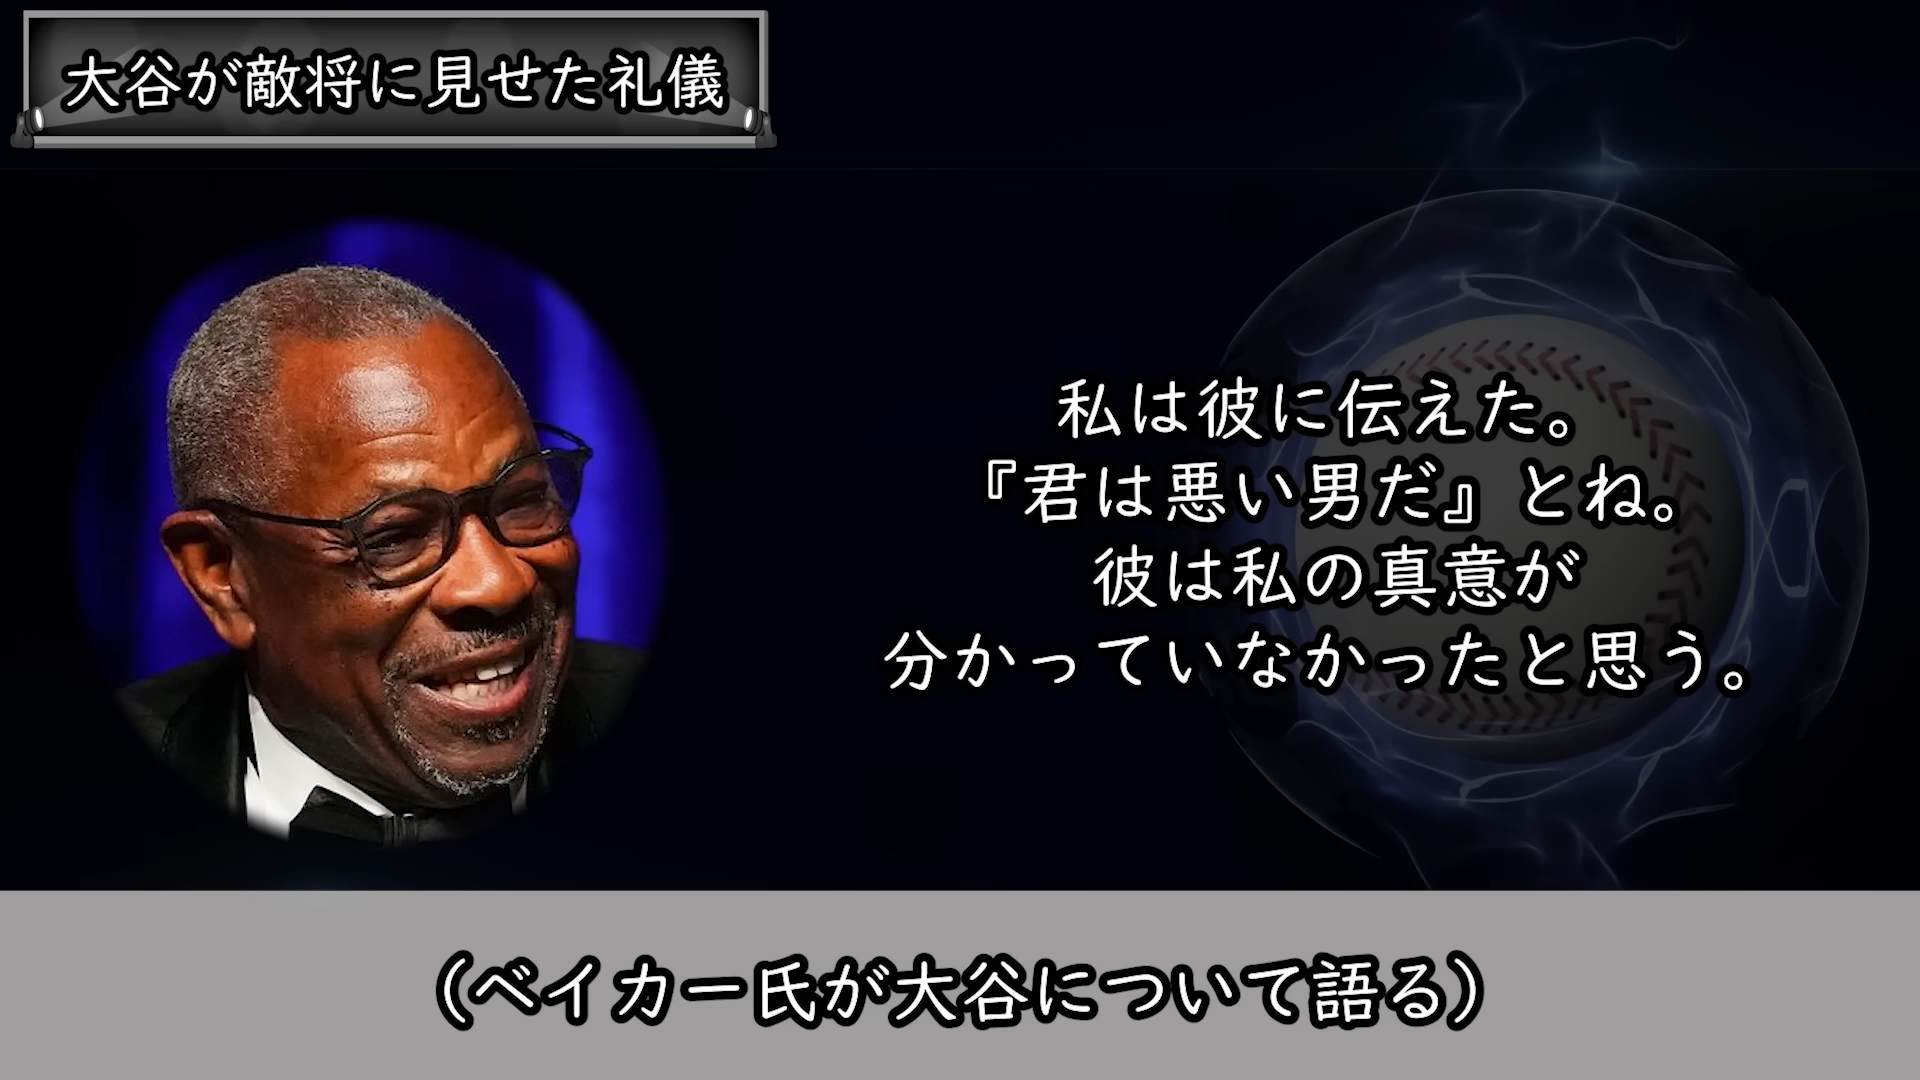 大谷が敵将に見せた礼儀
私は彼に伝えた。
『君は悪い男だ』とね。
彼は私の真意が
分かっていなかったと思う。
（ベイカー氏が大谷について語る）